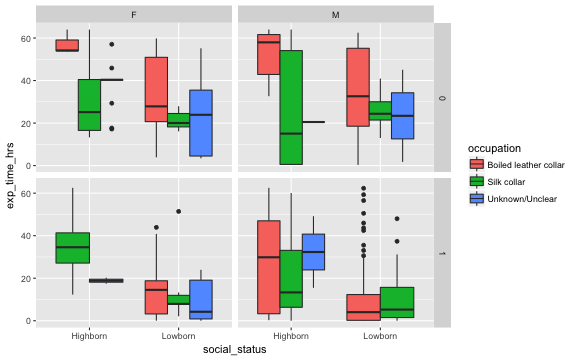 F
M
60
40
20
0
0
60
40
20
0
1
exp_time_hrs
Highborn
Lowborn
Highborn
Lowborn
social_status
occupation
Boiled leather collar
Silk collar
Unknown/Unclear